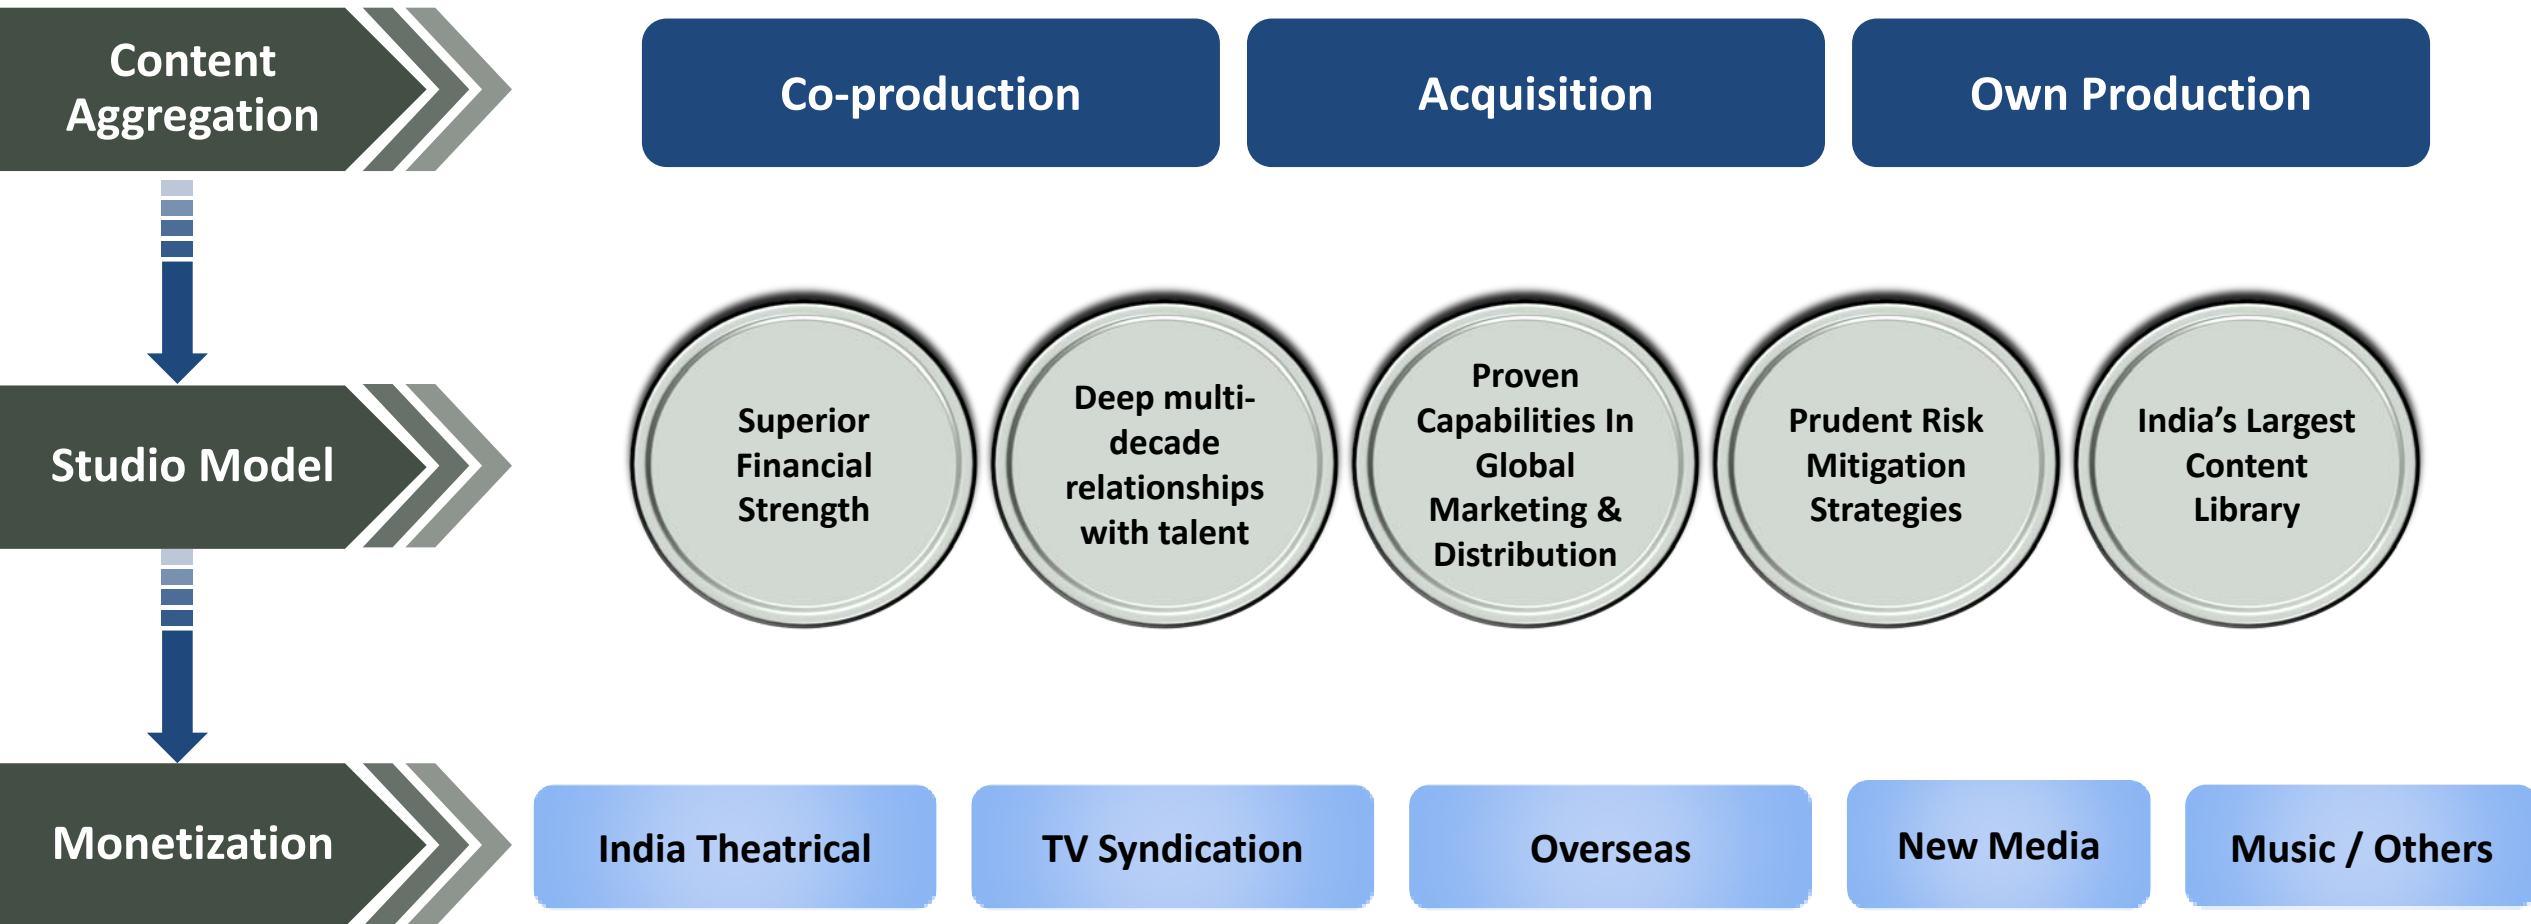 Content
Aggregation
Co-production
Acquisition
Own Production
Studio Model
Superior
Financial
Strength
Deep multi-
decade
relationships
with talent
Proven
Capabilities In
Global
Marketing &
Distribution
Prudent Risk
Mitigation
Strategies
India’s Largest
Content
Library
Monetization
India Theatrical
TV Syndication
Overseas
New Media
Music / Others